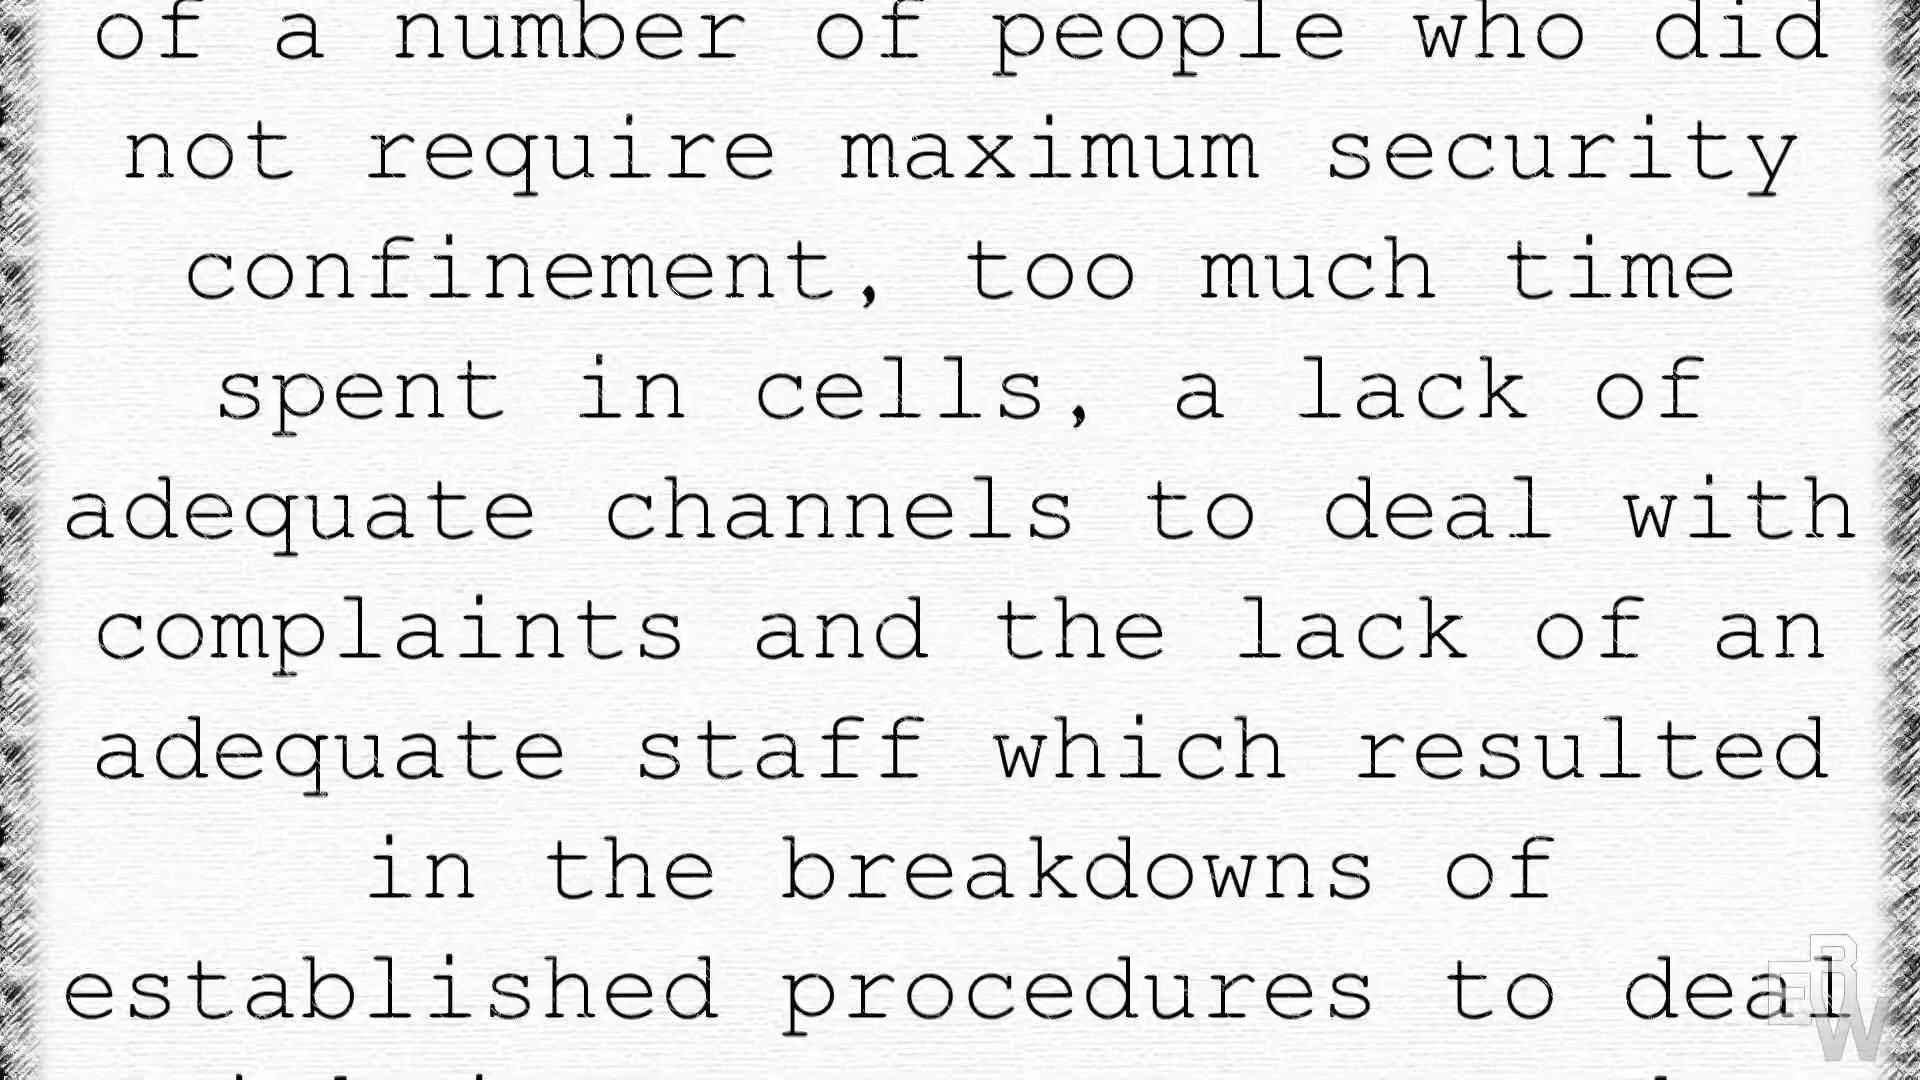 of a number of people who did
not require maximum security
confinement, too much time
spent in cells, a lack of
adequate channels to deal with
complaints and the lack of an
adequate staff which resulted
in the breakdowns of
established procedures to deal
ERW